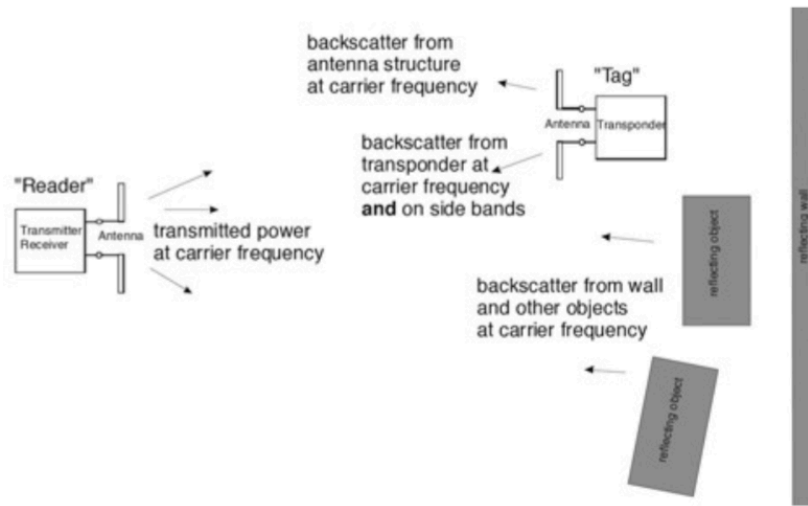 backscatter from
antenna structure
at carrier frequency
"Tag"
Antenna
Transponder
backscatter from
transponder at
carrier frequency
and on side bands
"Reader"
Transmitter
Receiver
Antenna
transmitted power
at carrier frequency
backscatter from wall
and other objects
at carrier frequency
reflecting object
reflecting object
reflecting wall